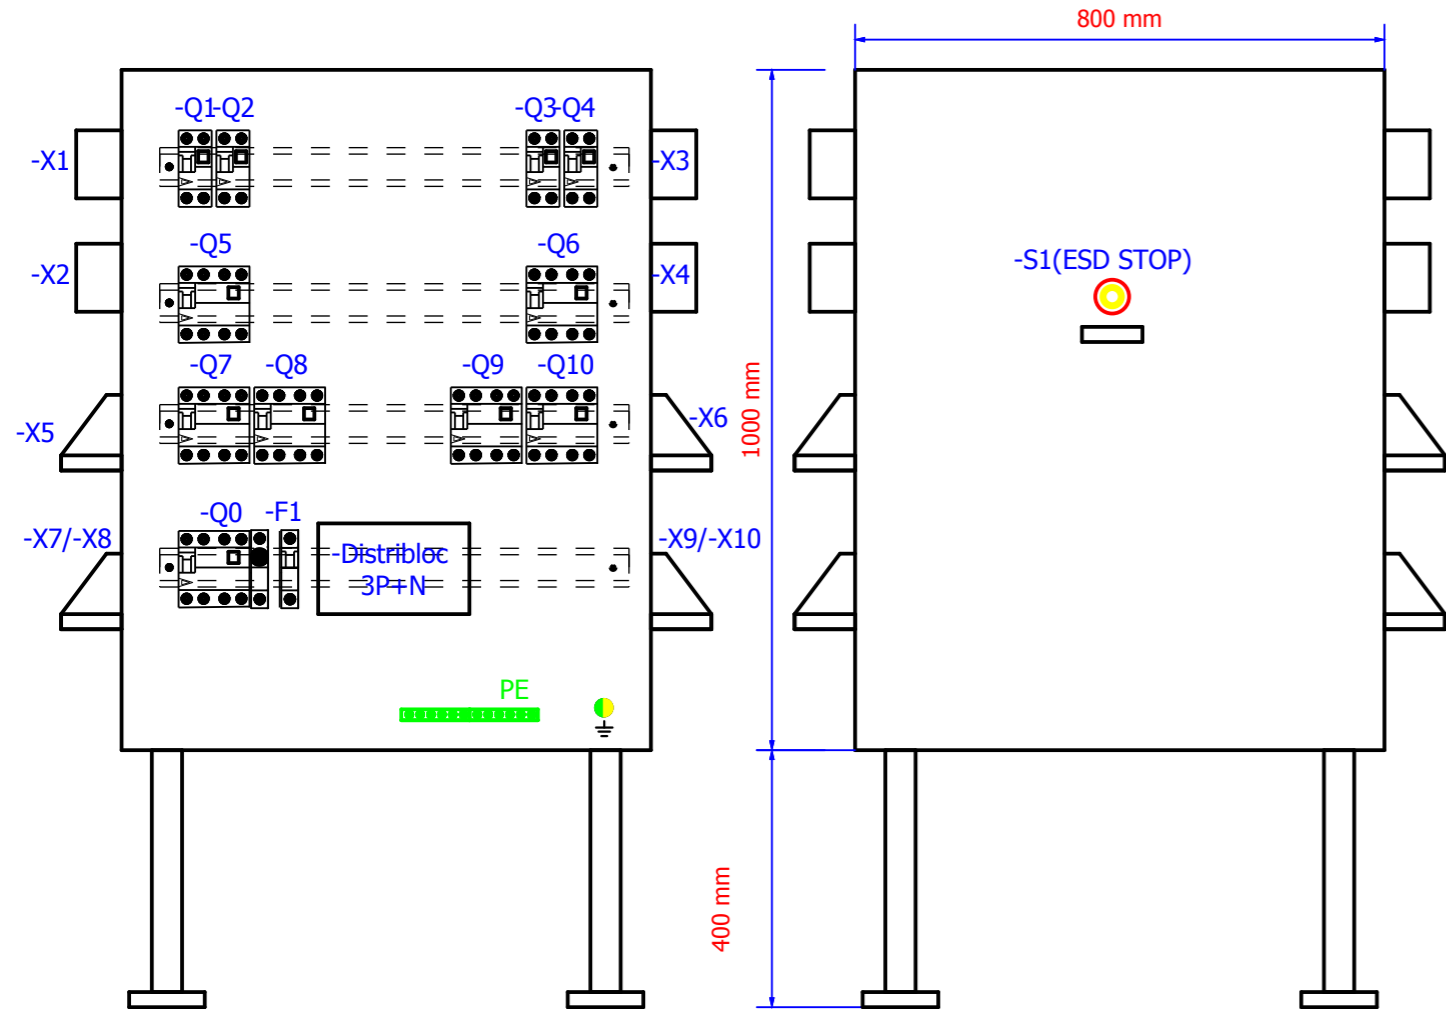 800 mm
-Q1-Q2
-Q3-Q4
-X1
-X3
-Q5
-Q6
-X2
-X4
-S1(ESD STOP)
-Q7
-Q8
-Q9
-Q10
1000 mm
-X5
-X6
-Q0
-F1
-X7/-X8
-Distribloc
3P+N
-X9/-X10
PE
400 mm